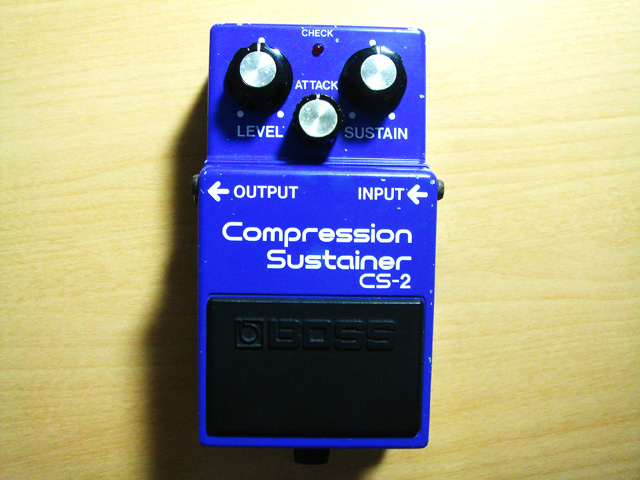 CHECK
ATTACK
LEVEL
SUSTAIN
OUTPUT
INPUT
Compression
Sustainer
CS-2
BOSS